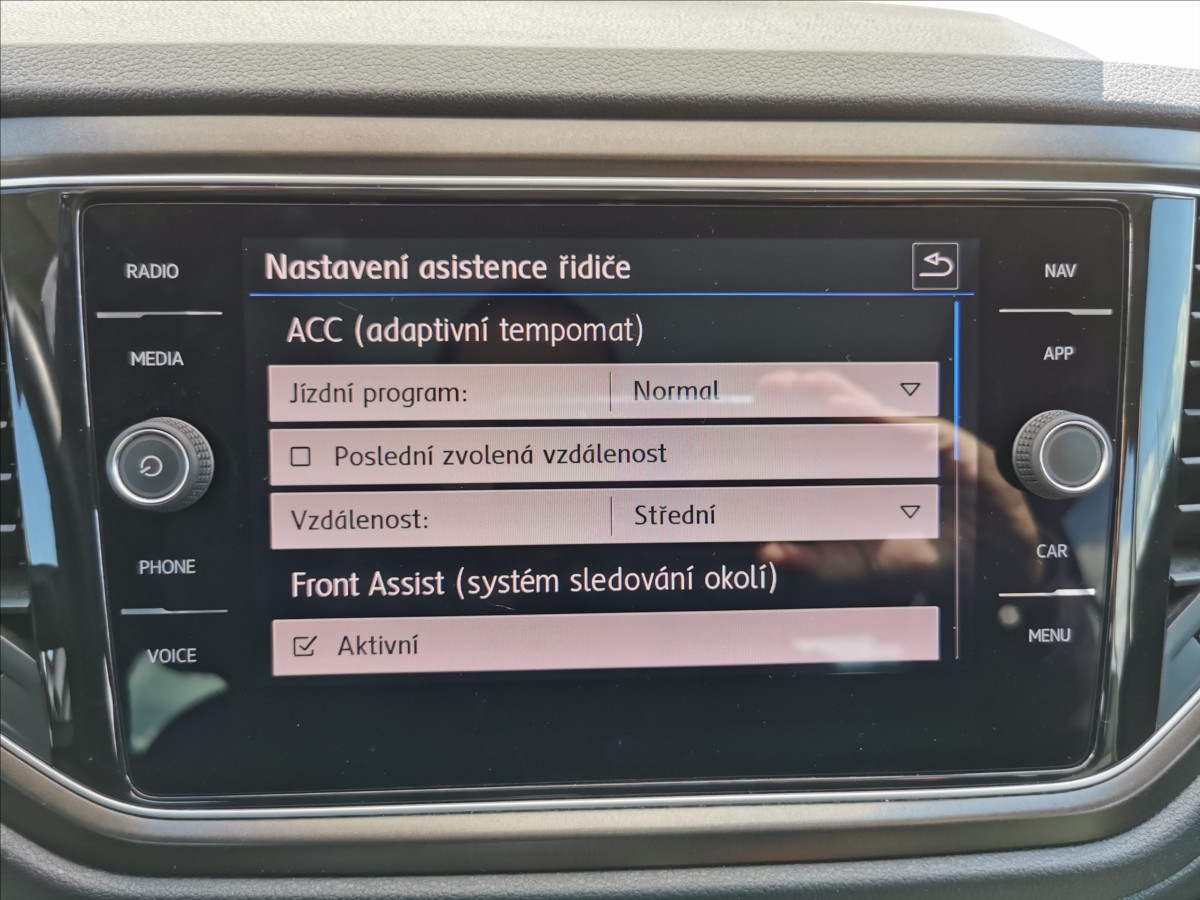 RADIO
MEDIA
PHONE
VOICE
Nastavení asistence řidiče
ACC (adaptivní tempomat)
Jízdní program: Normal
Poslední zvolená vzdálenost
Vzdálenost: Střední
Front Assist (systém sledování okolí)
Aktivní
NAV
APP
CAR
MENU